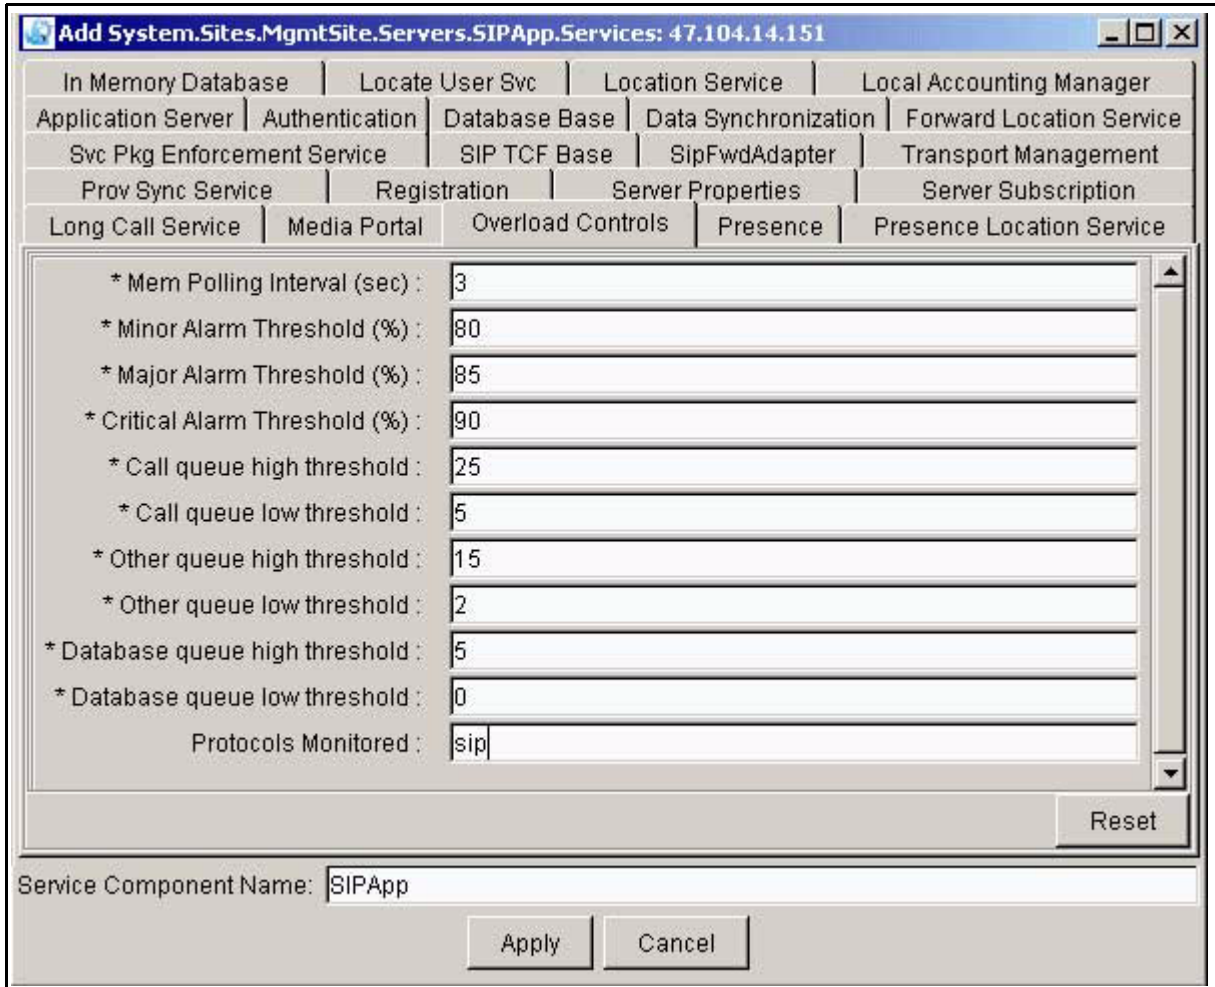 Add System.Sites.MgmtSite.Servers.SIPApp.Services: 47.104.14.151
In Memory Database Locate User Svc Location Service Local Accounting Manager
Application Server Authentication Database Base Data Synchronization Forward Location Service
Svc Pkg Enforcement Service SIP TCF Base SipFwdAdapter Transport Management
Prov Sync Service Registration Server Properties Server Subscription
Long Call Service Media Portal Overload Controls Presence Presence Location Service
* Mem Polling Interval (sec) : 3
* Minor Alarm Threshold (%) : 80
* Major Alarm Threshold (%) : 85
* Critical Alarm Threshold (%) : 90
* Call queue high threshold : 25
* Call queue low threshold : 5
* Other queue high threshold : 15
* Other queue low threshold : 2
* Database queue high threshold : 5
* Database queue low threshold : 0
Protocols Monitored : sip
Reset
Service Component Name: SIPApp
Apply Cancel